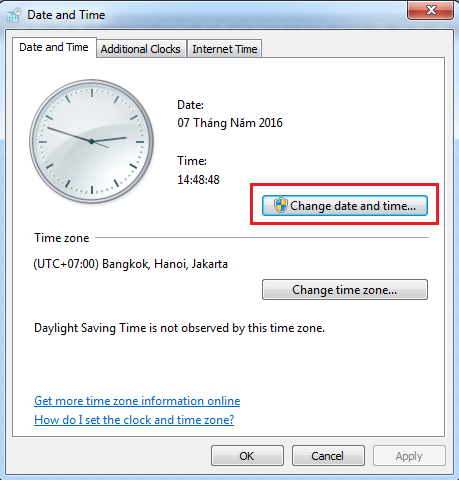 Date and Time
Date and Time Additional Clocks Internet Time
Date:
07 Tháng Năm 2016
Time:
14:48:48
Change date and time...
Time zone
(UTC+07:00) Bangkok, Hanoi, Jakarta
Change time zone...
Daylight Saving Time is not observed by this time zone.
Get more time zone information online
How do I set the clock and time zone?
OK Cancel Apply